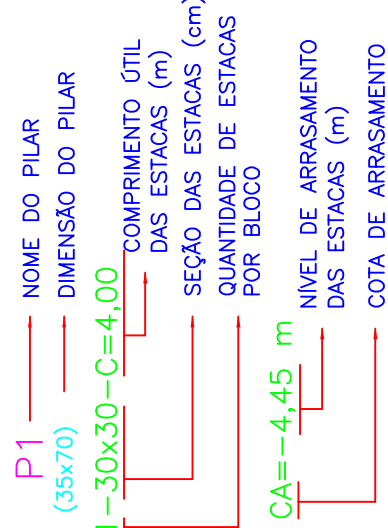 P1
NOME DO PILAR
(35x70)
DIMENSÃO DO PILAR
-30x30-C=4,00
COMPRIMENTO ÚTIL
DAS ESTACAS (m)
SEÇÃO DAS ESTACAS (cm)
QUANTIDADE DE ESTACAS
POR BLOCO
CA=-4,45 m
NÍVEL DE ARRASAMENTO
DAS ESTACAS (m)
COTA DE ARRASAMENTO